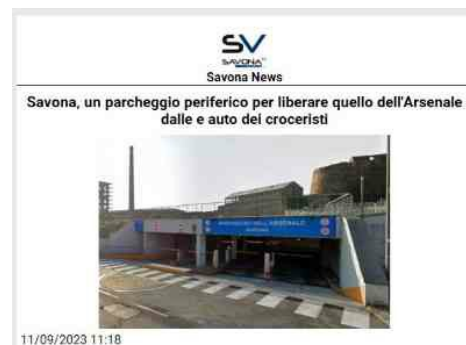 SV
SAVONA
Savona News
Savona, un parcheggio periferico per liberare quello dell'Arsenale
dalle e auto dei croceristi
11/09/2023 11:18